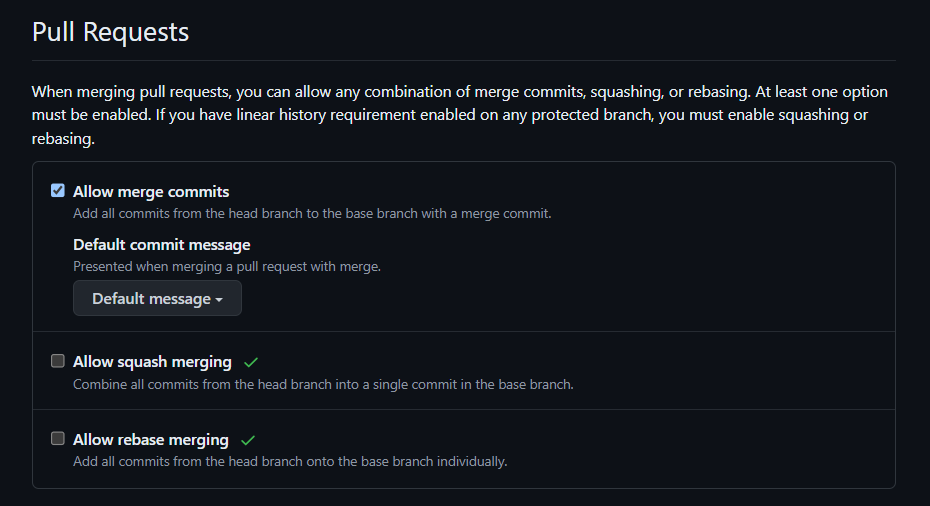 Pull Requests
When merging pull requests, you can allow any combination of merge commits, squashing, or rebasing. At least one option
must be enabled. If you have linear history requirement enabled on any protected branch, you must enable squashing or
rebasing.
Allow merge commits
Add all commits from the head branch to the base branch with a merge commit.
Default commit message
Presented when merging a pull request with merge.
Default message
Allow squash merging
Combine all commits from the head branch into a single commit in the base branch.
Allow rebase merging
Add all commits from the head branch onto the base branch individually.